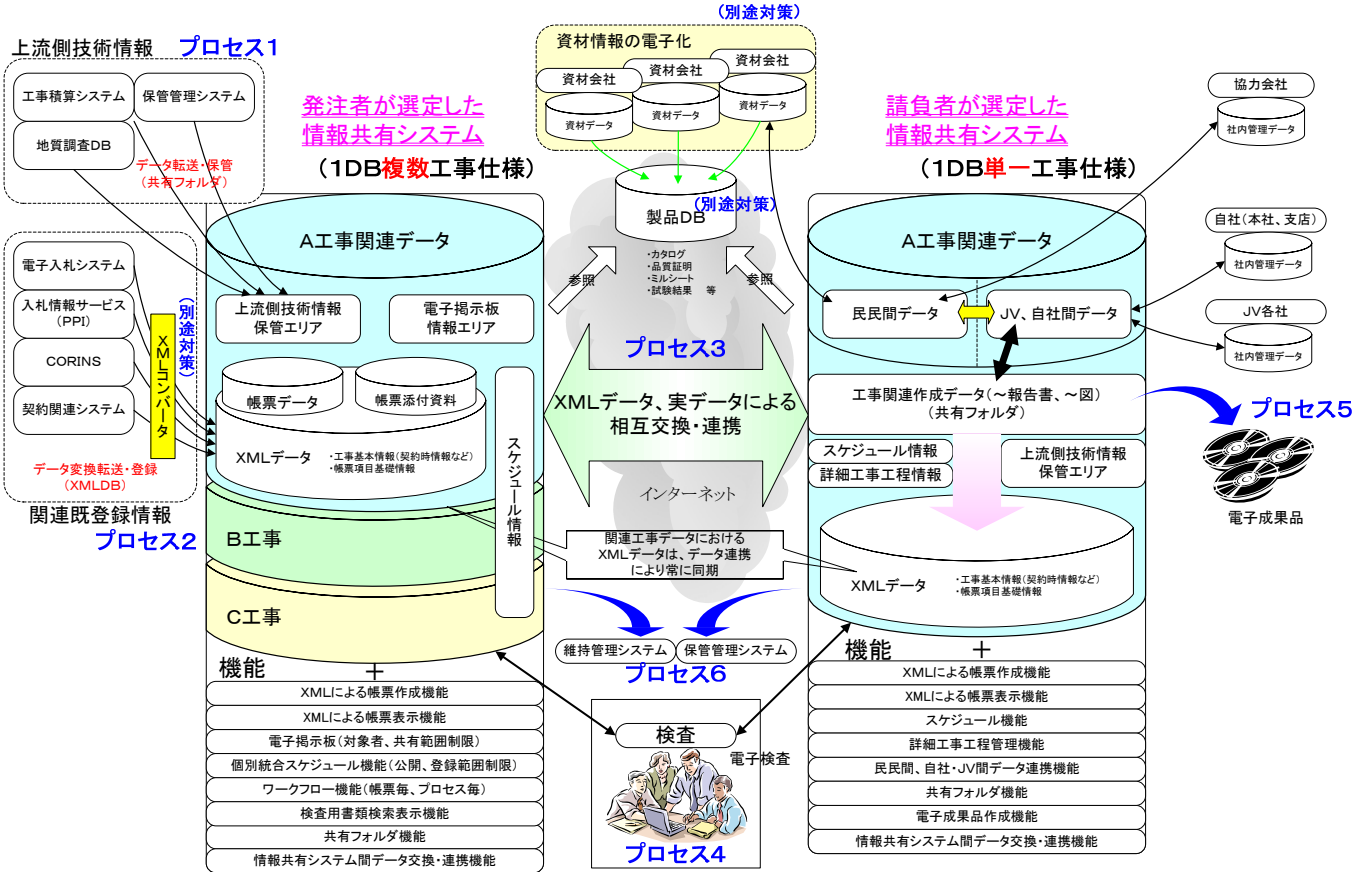 上流側技術情報
プロセス1
工事積算システム
保管管理システム
地質調査DB
データ転送・保管
(共有フォルダ)
電子入札システム
入札情報サービス
(PPI)
CORINS
契約関連システム
XMLコンバータ
(別途対策)
データ変換転送・登録
(XMLDB)
関連既登録情報
プロセス2
発注者が選定した
情報共有システム
(1DB複数工事仕様)
A工事関連データ
上流側技術情報
保管エリア
電子掲示板
情報エリア
帳票データ
帳票添付資料
XMLデータ
・工事基本情報(契約時情報など)
・帳票項目基礎情報
スケジュール情報
B工事
C工事
機能
+
XMLによる帳票作成機能
XMLによる帳票表示機能
電子掲示板(対象者、共有範囲制限)
個別統合スケジュール機能(公開、登録範囲制限)
ワークフロー機能(帳票毎、プロセス毎)
検査用書類検索表示機能
共有フォルダ機能
情報共有システム間データ交換・連携機能
(別途対策)
資材情報の電子化
資材会社
資材会社
資材会社
資材データ
資材データ
資材データ
製品DB
(別途対策)
・カタログ
・品質証明
・ミルシート
・試験結果 等
参照
参照
プロセス3
XMLデータ、実データによる
相互交換・連携
インターネット
関連工事データにおける
XMLデータは、データ連携
により常に同期
維持管理システム
保管管理システム
プロセス6
検査
電子検査
プロセス4
請負者が選定した
情報共有システム
(1DB単一工事仕様)
A工事関連データ
民民間データ
JV、自社間データ
工事関連作成データ(~報告書、~図)
(共有フォルダ)
スケジュール情報
詳細工事工程情報
上流側技術情報
保管エリア
XMLデータ
・工事基本情報(契約時情報など)
・帳票項目基礎情報
機能
+
XMLによる帳票作成機能
XMLによる帳票表示機能
スケジュール機能
詳細工事工程管理機能
民民間、自社・JV間データ連携機能
共有フォルダ機能
電子成果品作成機能
情報共有システム間データ交換・連携機能
協力会社
社内管理データ
自社(本社、支店)
社内管理データ
JV各社
社内管理データ
プロセス5
電子成果品